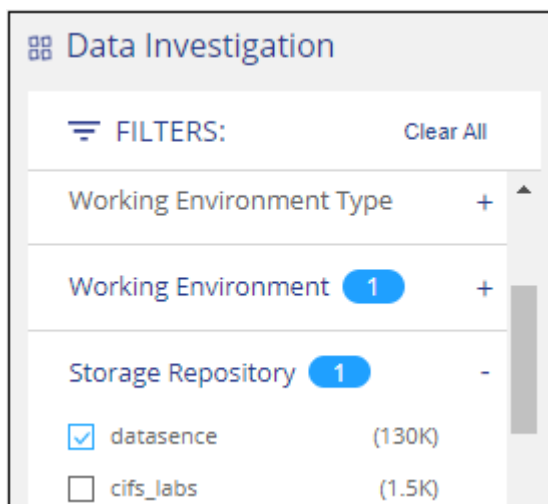 Data Investigation
FILTERS: Clear All
Working Environment Type +
Working Environment 1 +
Storage Repository 1 -
datasence (130K)
cifs_labs (1.5K)